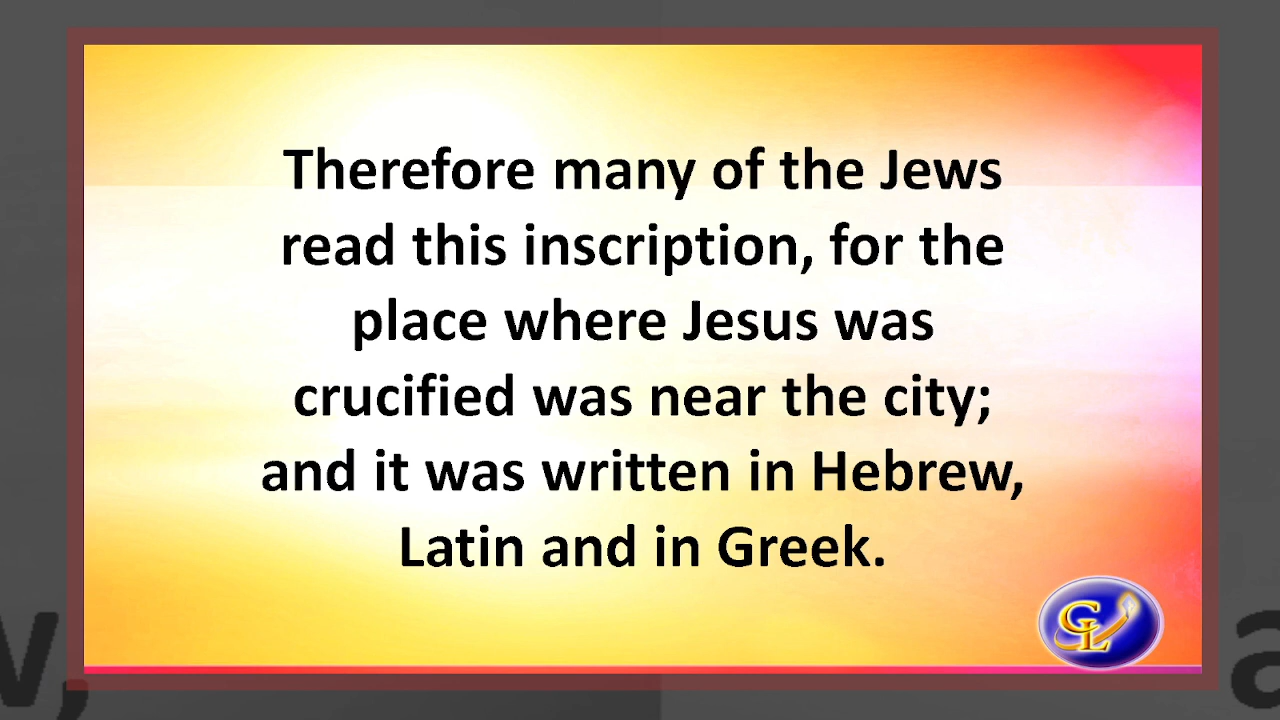 Therefore many of the Jews
read this inscription, for the
place where Jesus was
crucified was near the city;
and it was written in Hebrew,
Latin and in Greek.
GL
w,
a